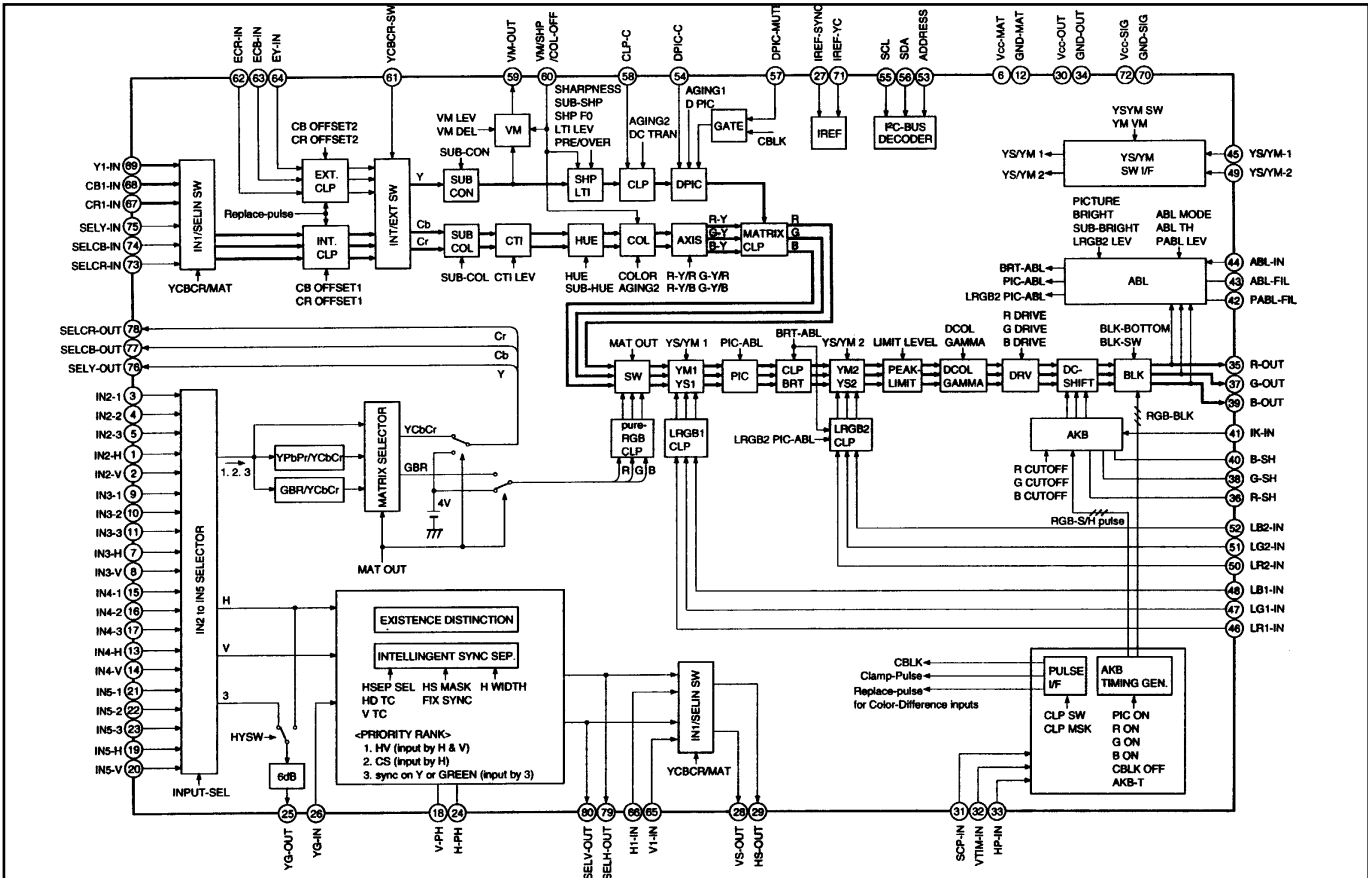 ECR-IN
ECB-IN
EY-IN
YCBCR-SW
VM-OUT
VM/SHP
/COL-OFF
CLP-C
DPIC-C
DPIC-MUTE
IREF-SYNC
IREF-YC
SCL
SDA
ADDRESS
Vcc-MAT
GND-MAT
Vcc-OUT
GND-OUT
Vcc-SIG
GND-SIG
62 63 64 61 59 60 58 54 57 27 71 55 56 53 6 12 30 34 72 70
CB OFFSET2
CR OFFSET2
VM LEV
VM DEL
VM
SHARPNESS
SUB-SHP
SHP F0
LTI LEV
PRE/OVER
AGING2
DC TRAN
AGING1
D PIC
GATE
CBLK
IREF
I²C-BUS
DECODER
YSYM SW
YM VM
YS/YM 1
YS/YM 2
YS/YM
SW I/F
45 YS/YM-1
49 YS/YM-2
Y1-IN 69
CB1-IN 68
CR1-IN 67
SELY-IN 75
SELCB-IN 74
SELCR-IN 73
IN1/SELIN SW
YCBCR/MAT
EXT.
CLP
Replace-pulse
INT.
CLP
CB OFFSET1
CR OFFSET1
INT/EXT SW
Y
Cb
Cr
SUB-CON
SUB
CON
SHP
LTI
CLP
DPIC
SUB
COL
SUB-COL
CTI
CTI LEV
HUE
HUE
SUB-HUE
COL
COLOR
AGING2
AXIS
R-Y/R G-Y/R
R-Y/B G-Y/B
R-Y
G-Y
B-Y
MATRIX
CLP
R
G
B
PICTURE
BRIGHT
SUB-BRIGHT
LRGB2 LEV
ABL MODE
ABL TH
PABL LEV
BRT-ABL
PIC-ABL
LRGB2 PIC-ABL
ABL
44 ABL-IN
43 ABL-FIL
42 PABL-FIL
SELCR-OUT 78
SELCB-OUT 77
SELY-OUT 76
Cr
Cb
Y
MAT OUT
SW
YS/YM 1
YM1
YS1
PIC-ABL
PIC
BRT-ABL
CLP
BRT
YS/YM 2
YM2
YS2
LIMIT LEVEL
PEAK-
LIMIT
DCOL
GAMMA
DCOL
GAMMA
R DRIVE
G DRIVE
B DRIVE
DRV
DC-
SHIFT
BLK-BOTTOM
BLK-SW
BLK
35 R-OUT
37 G-OUT
39 B-OUT
RGB-BLK
pure-
RGB
CLP
R G B
LRGB1
CLP
LRGB2 PIC-ABL
LRGB2
CLP
AKB
R CUTOFF
G CUTOFF
B CUTOFF
RGB-S/H pulse
41 IK-IN
40 B-SH
38 G-SH
36 R-SH
52 LB2-IN
51 LG2-IN
50 LR2-IN
48 LB1-IN
47 LG1-IN
46 LR1-IN
IN2-1 3
IN2-2 4
IN2-3 5
IN2-H 1
IN2-V 2
IN3-1 9
IN3-2 10
IN3-3 11
IN3-H 7
IN3-V 8
IN4-1 15
IN4-2 16
IN4-3 17
IN4-H 13
IN4-V 14
IN5-1 21
IN5-2 22
IN5-3 23
IN5-H 19
IN5-V 20
IN2 to IN5 SELECTOR
INPUT-SEL
1. 2. 3
YPbPr/YCbCr
GBR/YCbCr
MATRIX SELECTOR
YCbCr
GBR
4V
MAT OUT
H
V
3
HYSW
6dB
EXISTENCE DISTINCTION
INTELLINGENT SYNC SEP.
HSEP SEL
HD TC
V TC
HS MASK
FIX SYNC
H WIDTH
<PRIORITY RANK>
1. HV (input by H & V)
2. CS (input by H)
3. sync on Y or GREEN (input by 3)
IN1/SELIN SW
YCBCR/MAT
CBLK
Clamp-Pulse
Replace-pulse
for Color-Difference inputs
PULSE
I/F
CLP SW
CLP MSK
AKB
TIMING GEN.
PIC ON
R ON
G ON
B ON
CBLK OFF
AKB-T
25 26 18 24 80 79 66 65 28 29 31 32 33
YG-OUT
YG-IN
V-PH
H-PH
SELV-OUT
SELH-OUT
H1-IN
V1-IN
VS-OUT
HS-OUT
SCP-IN
VTIM-IN
HP-IN